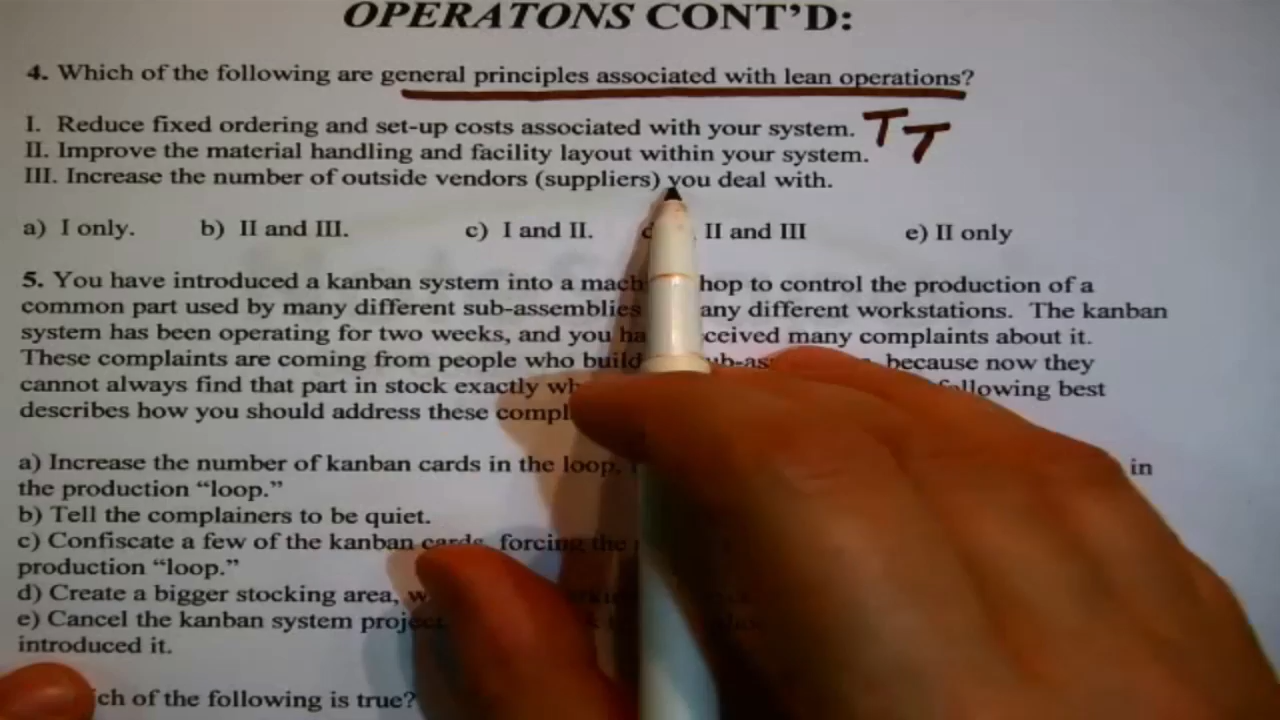 OPERATONS CONT'D:
4. Which of the following are general principles associated with lean operations?
I. Reduce fixed ordering and set-up costs associated with your system. T
II. Improve the material handling and facility layout within your system. T
III. Increase the number of outside vendors (suppliers) you deal with.
a) I only. b) II and III. c) I and II. II and III e) II only
5. You have introduced a kanban system into a mach hop to control the production of a
common part used by many different sub-assemblies any different workstations. The kanban
system has been operating for two weeks, and you ha ceived many complaints about it.
These complaints are coming from people who build because now they
cannot always find that part in stock exactly following best
describes how you should address these compl
a) Increase the number of kanban cards in the loop, in
the production "loop."
b) Tell the complainers to be quiet.
c) Confiscate a few of the kanban cards, forcing the
production "loop."
d) Create a bigger stocking area,
e) Cancel the kanban system project
introduced it.
ch of the following is true?